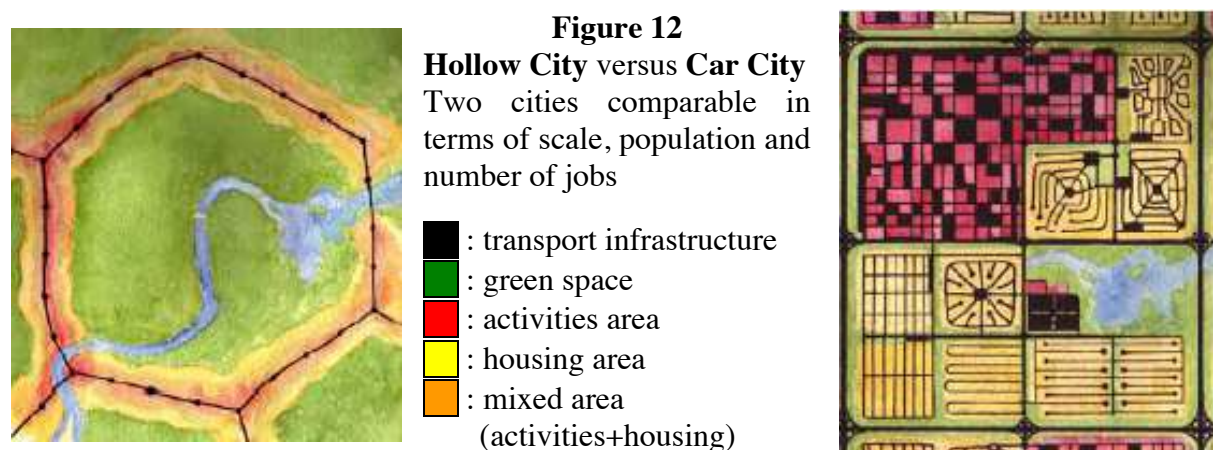 Figure 12
Hollow City versus Car City
Two cities comparable in
terms of scale, population and
number of jobs
: transport infrastructure
: green space
: activities area
: housing area
: mixed area
(activities+housing)